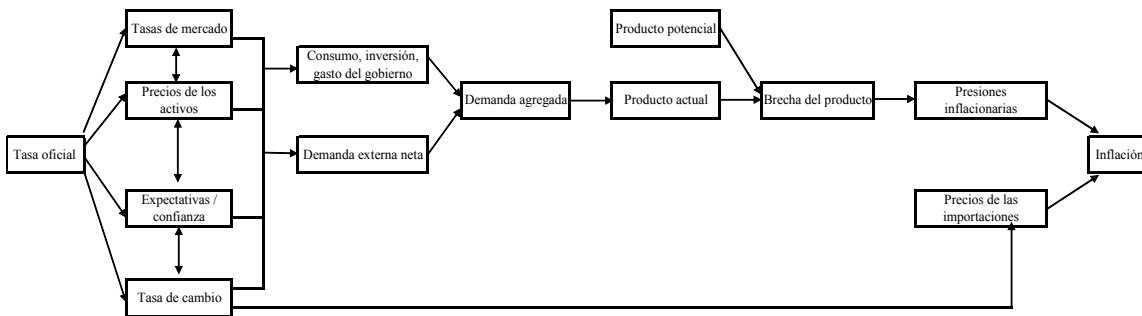 Tasas de mercado
Precios de los
activos
Tasa oficial
Expectativas /
confianza
Tasa de cambio
Consumo, inversión,
gasto del gobierno
Demanda externa neta
Demanda agregada
Producto potencial
Producto actual
Brecha del producto
Presiones
inflacionarias
Precios de las
importaciones
Inflación